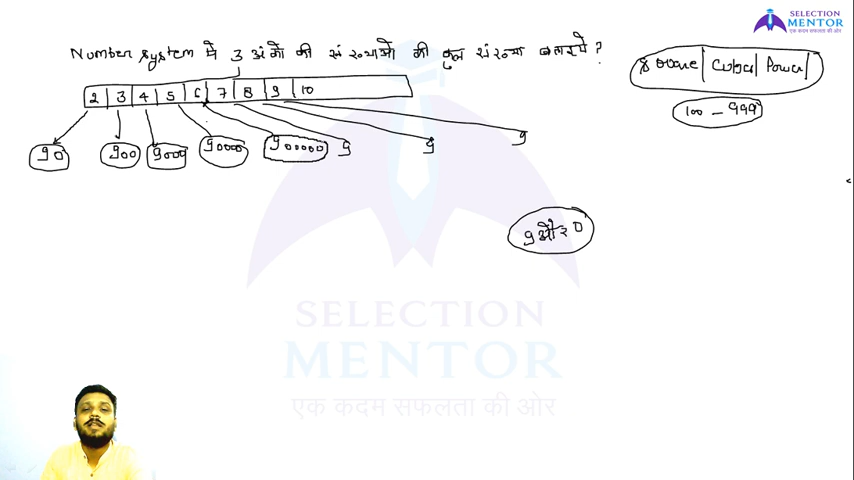 SELECTION
MENTOR
एक कदम सफलता की ओर
Number system में 3 अंको की संख्याओं की कुल संख्या बताइये ?
Square Cube Power
100 - 999
2 3 4 5 6 7 8 9 10
90 900 9000 90000 900000 9 9 9
9 और 0
SELECTION
MENTOR
एक कदम सफलता की ओर